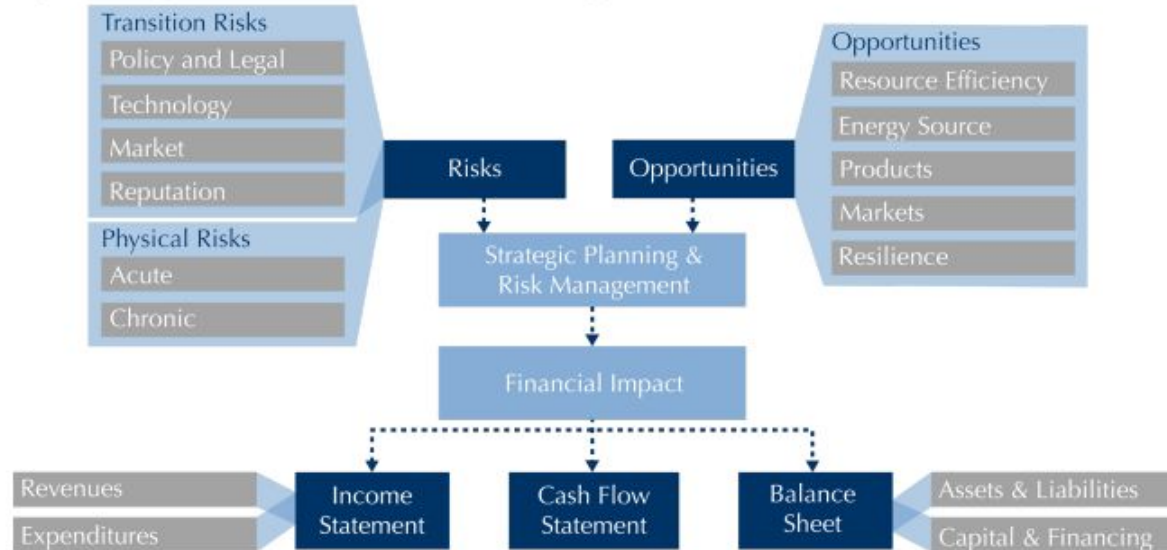 Transition Risks
Policy and Legal
Technology
Market
Reputation
Physical Risks
Acute
Chronic
Risks
Opportunities
Opportunities
Resource Efficiency
Energy Source
Products
Markets
Resilience
Strategic Planning &
Risk Management
Financial Impact
Revenues
Expenditures
Income
Statement
Cash Flow
Statement
Balance
Sheet
Assets & Liabilities
Capital & Financing